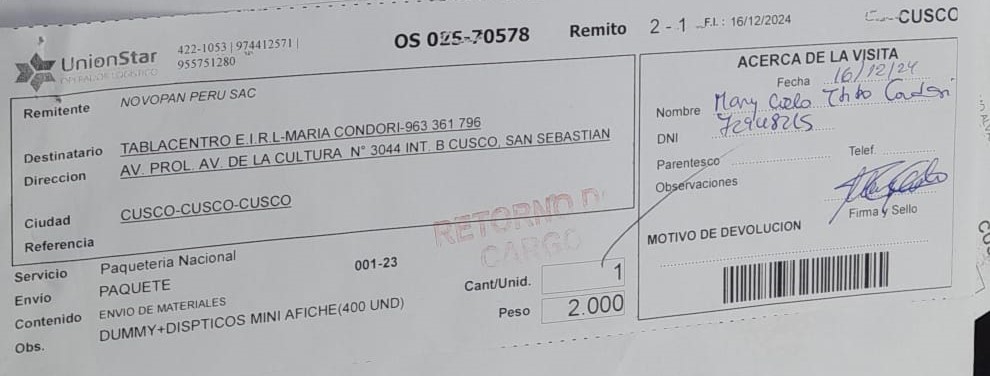 UnionStar
OPERADOR LOGISTICO
422-1053 | 974412571 |
955751280
OS 025-70578
Remito 2 - 1 F.I.: 16/12/2024
CUSCO
Remitente NOVOPAN PERU SAC
Destinatario TABLACENTRO E.I.R.L-MARIA CONDORI-963 361 796
Direccion AV. PROL. AV. DE LA CULTURA N° 3044 INT. B CUSCO, SAN SEBASTIAN
Ciudad CUSCO-CUSCO-CUSCO
Referencia
RETORNO D
CARGO
Servicio Paqueteria Nacional 001-23
Envio PAQUETE
Contenido ENVIO DE MATERIALES
Obs. DUMMY+DISPTICOS MINI AFICHE(400 UND)
Cant/Unid. 1
Peso 2.000
ACERCA DE LA VISITA
Fecha 16/12/24
Nombre Mary Cielo
DNI 72948215
Parentesco Telef.
Observaciones
Firma y Sello
MOTIVO DE DEVOLUCION